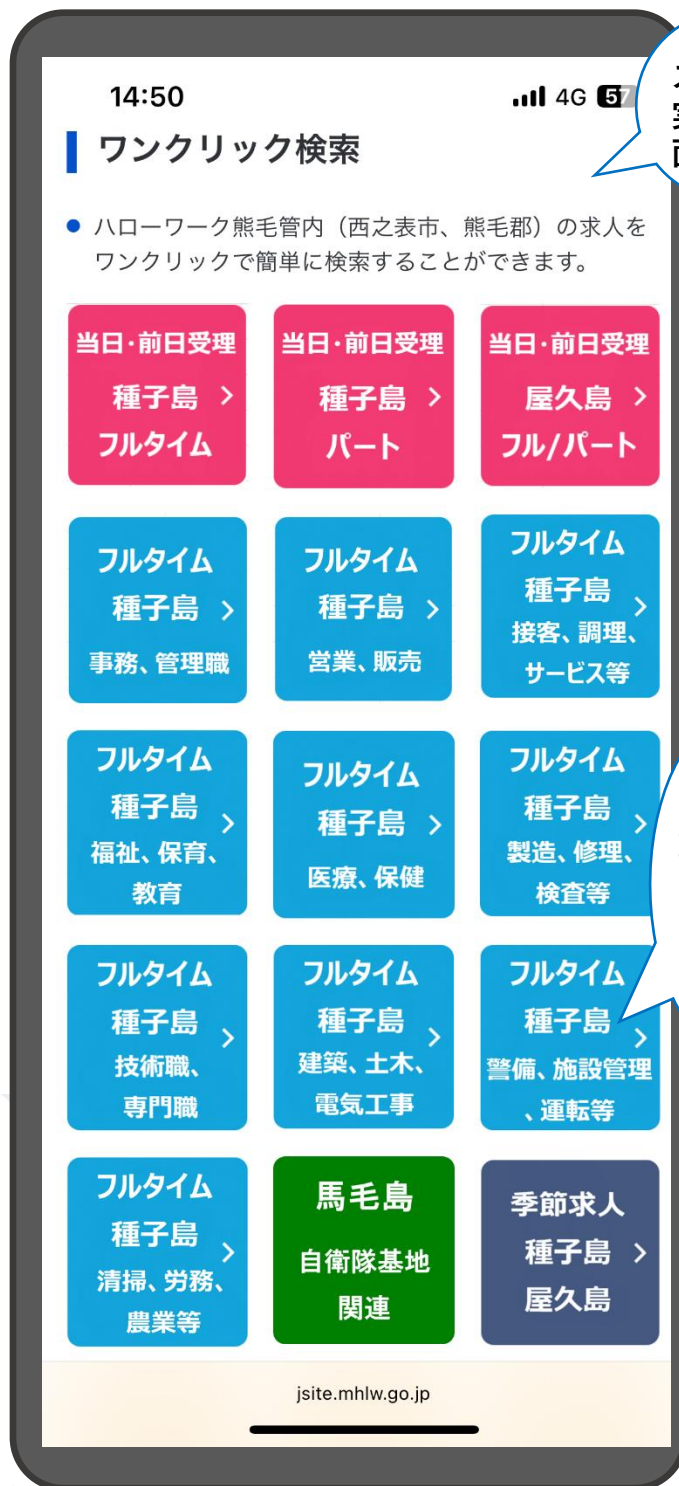 14:50
4G 57
ワンクリック検索
ハローワーク熊毛管内（西之表市、熊毛郡）の求人を
ワンクリックで簡単に検索することができます。
当日・前日受理
種子島 >
フルタイム
当日・前日受理
種子島 >
パート
当日・前日受理
屋久島 >
フル/パート
フルタイム
種子島 >
事務、管理職
フルタイム
種子島 >
営業、販売
フルタイム
種子島 >
接客、調理、
サービス等
フルタイム
種子島 >
福祉、保育、
教育
フルタイム
種子島 >
医療、保健
フルタイム
種子島 >
製造、修理、
検査等
フルタイム
種子島 >
技術職、
専門職
フルタイム
種子島 >
建築、土木、
電気工事
フルタイム
種子島 >
警備、施設管理
、運転等
フルタイム
種子島 >
清掃、労務、
農業等
馬毛島
自衛隊基地
関連
季節求人
種子島 >
屋久島
jsite.mhlw.go.jp